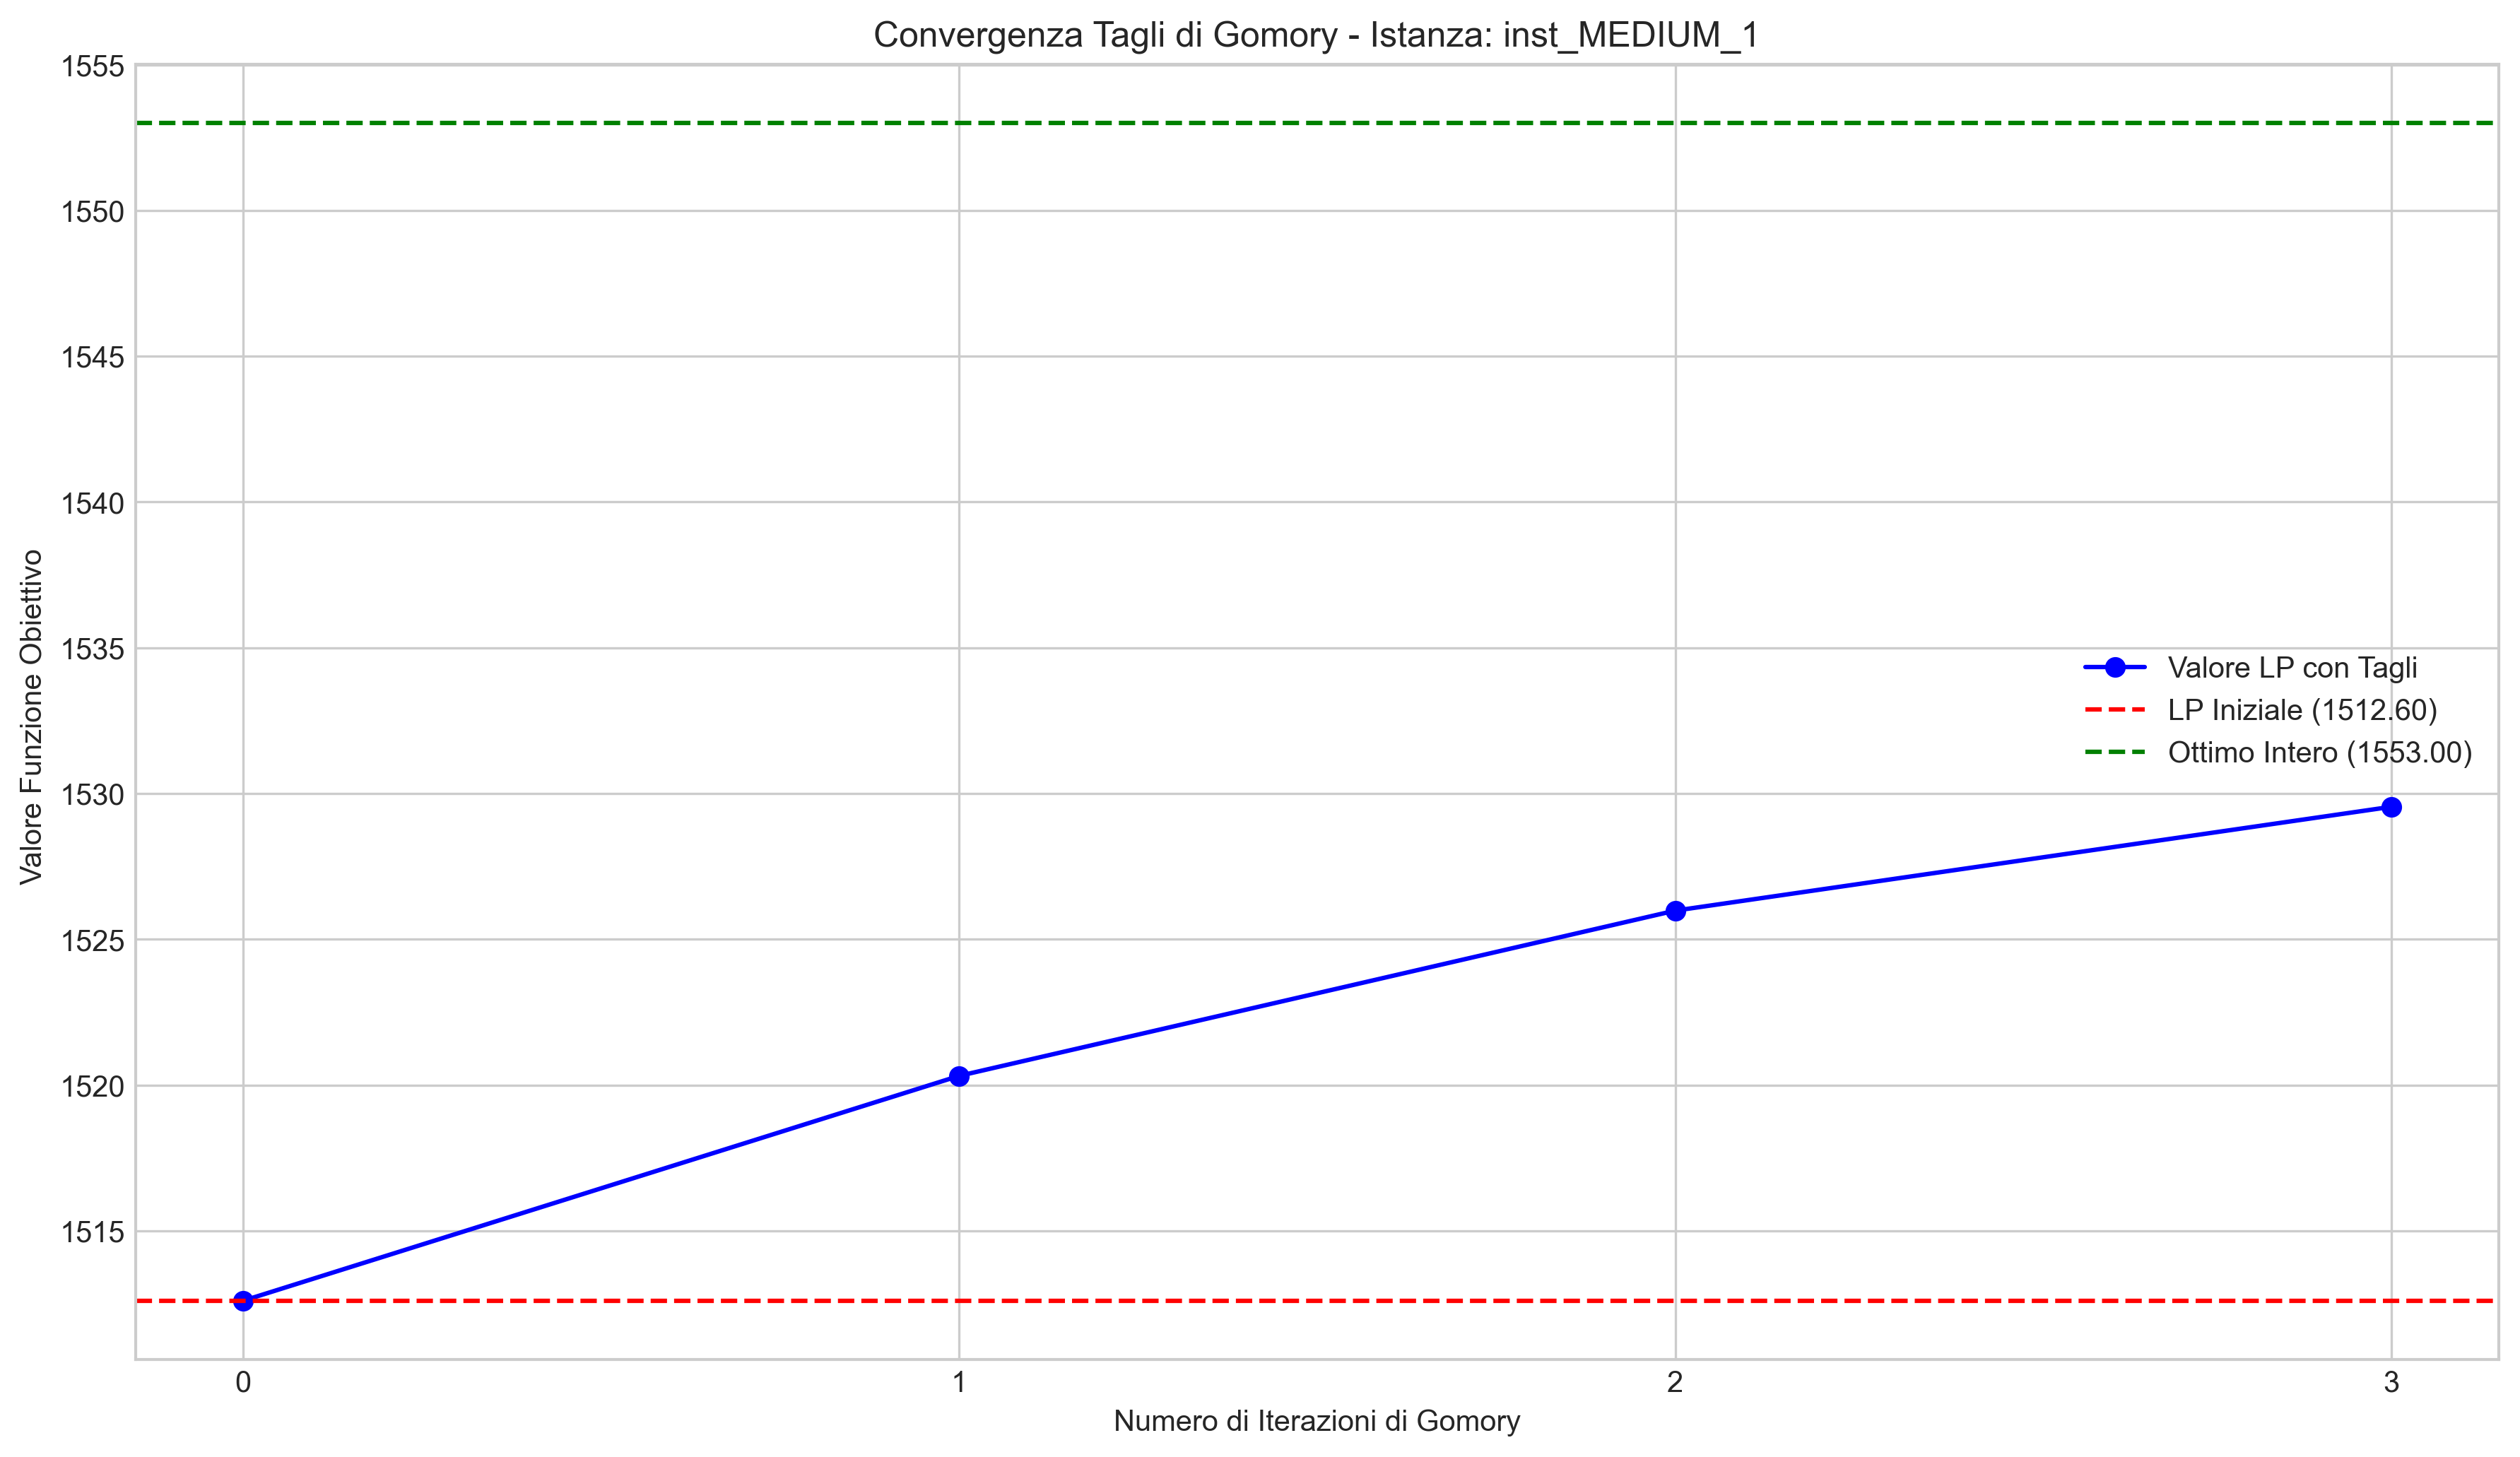 Convergenza Tagli di Gomory - Istanza: inst_MEDIUM_1
1555
1550
1545
1540
1535
1530
1525
1520
1515
Valore Funzione Obiettivo
Valore LP con Tagli
LP Iniziale (1512.60)
Ottimo Intero (1553.00)
0 1 2 3
Numero di Iterazioni di Gomory